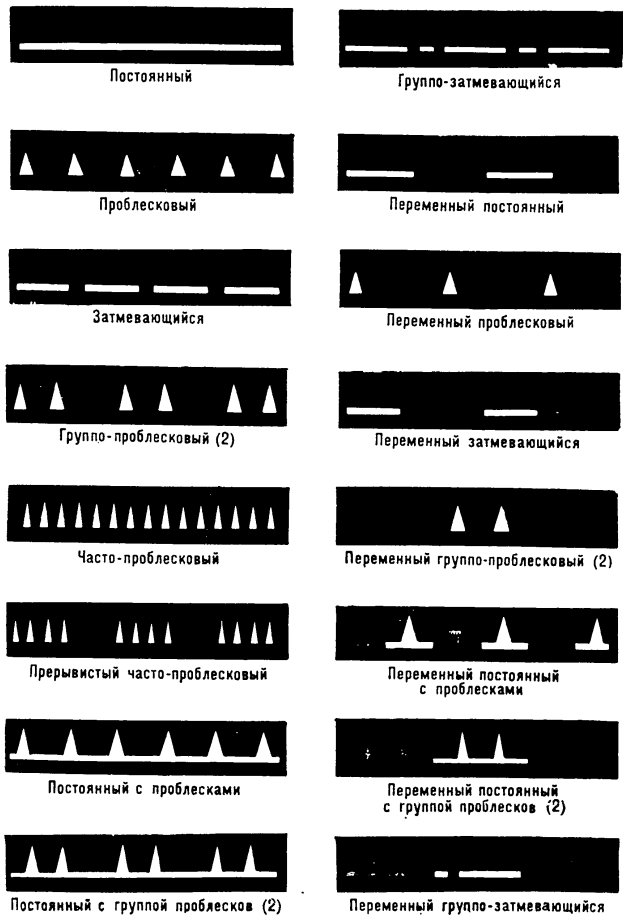 Постоянный
Проблесковый
Затмевающийся
Группо-проблесковый (2)
Часто-проблесковый
Прерывистый часто-проблесковый
Постоянный с проблесками
Постоянный с группой проблесков (2)
Группо-затмевающийся
Переменный постоянный
Переменный проблесковый
Переменный затмевающийся
Переменный группо-проблесковый (2)
Переменный постоянный
с проблесками
Переменный постоянный
с группой проблесков (2)
Переменный группо-затмевающийся